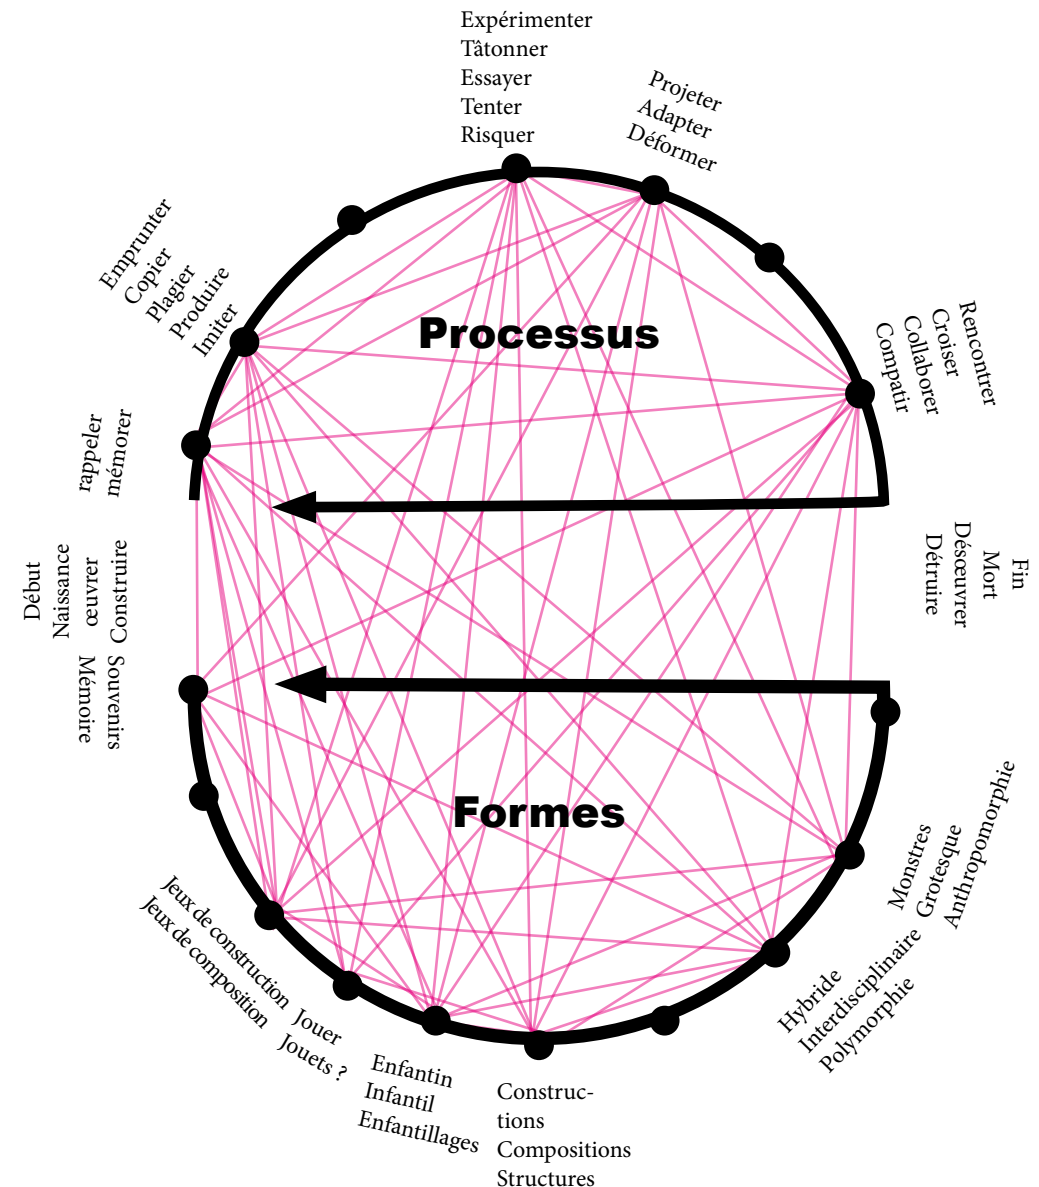 Expérimenter
Tâtonner
Essayer
Tenter
Risquer
Projeter
Adapter
Déformer
Emprunter
Copier
Plagier
Produire
Imiter
Processus
Rencontrer
Croiser
Collaborer
Compatir
rappeler
mémorer
Début
Naissance
œuvrer
Construire
Fin
Mort
Désœuvrer
Détruire
Souvenirs
Mémoire
Formes
Monstres
Grotesque
Anthropomorphie
Jeux de construction
Jeux de composition
Jouer
Jouets ?
Hybride
Interdisciplinaire
Polymorphie
Enfantin
Infantil
Enfantillages
Construc-
tions
Compositions
Structures